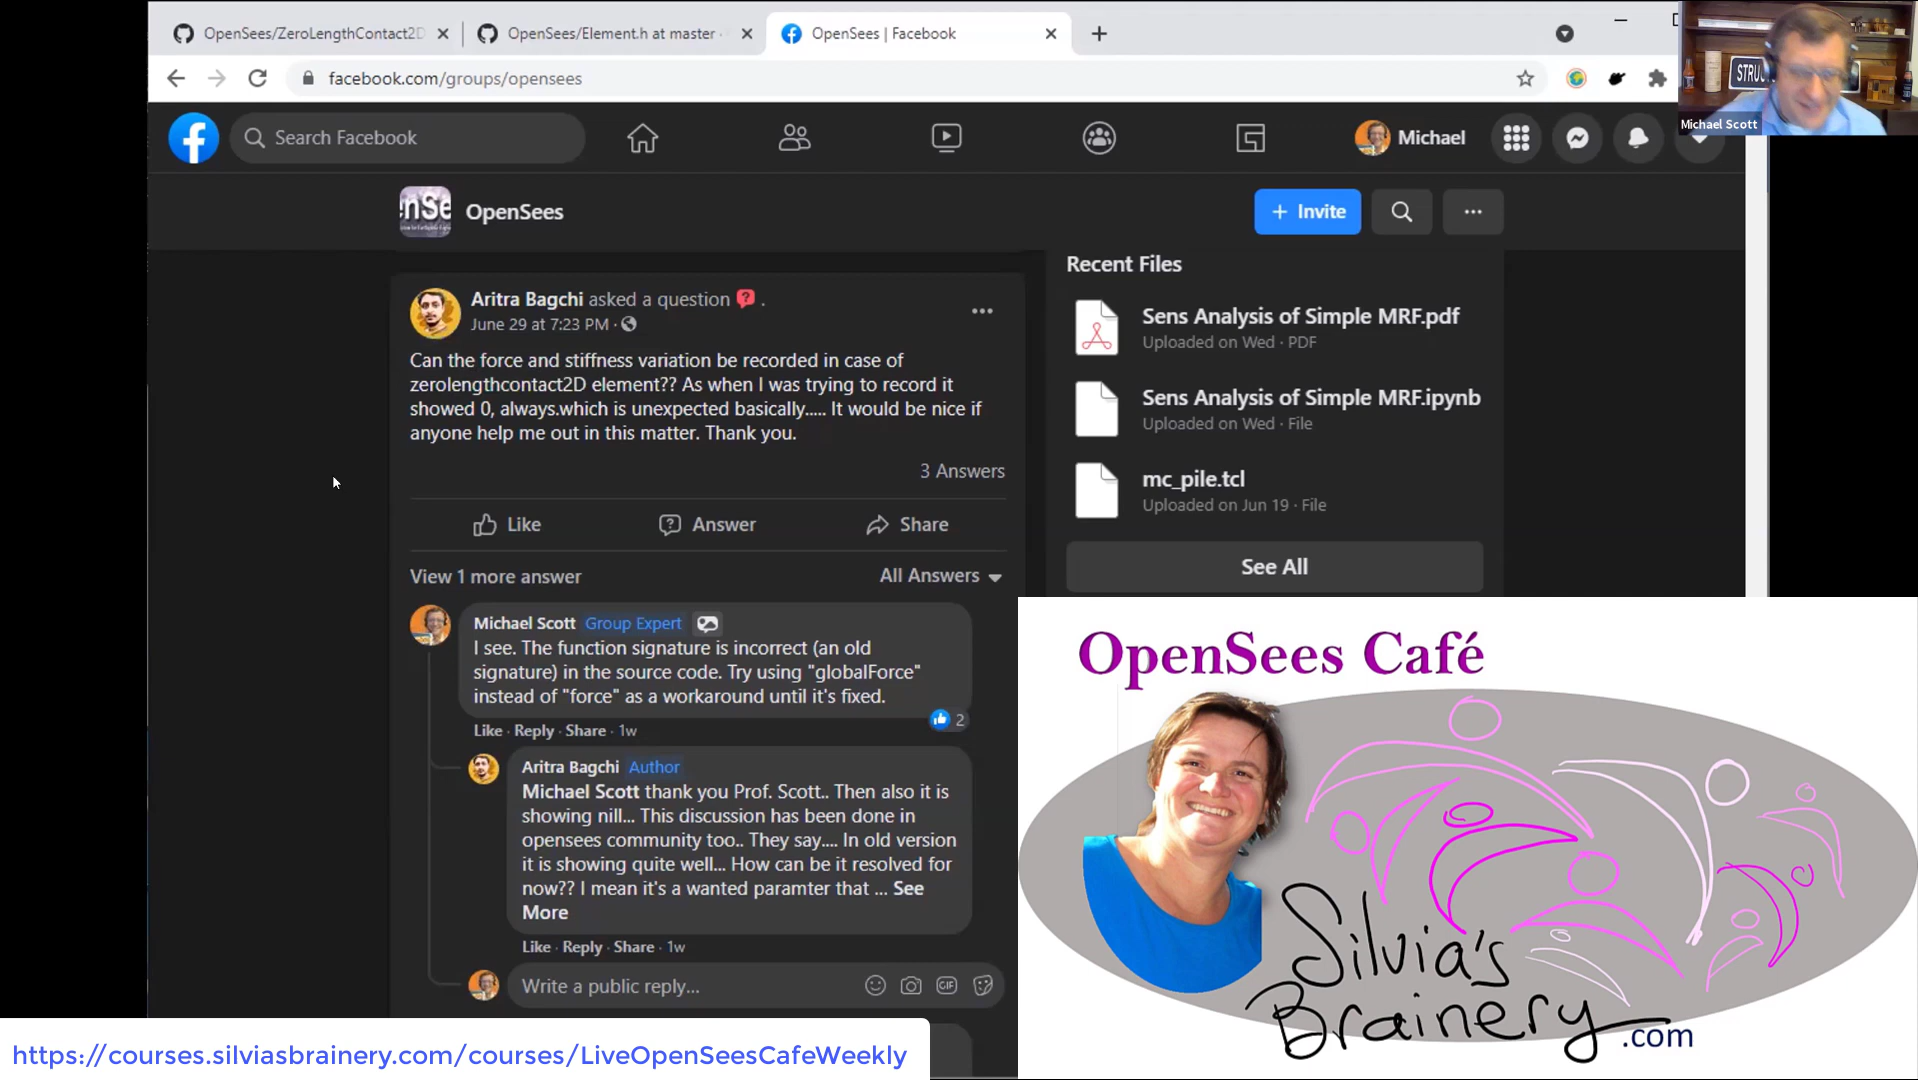 OpenSees/ZeroLengthContact2D
OpenSees/Element.h at master ·
OpenSees | Facebook
facebook.com/groups/opensees
STRUC
Michael Scott
Search Facebook
Michael
enSe
OpenSees
+ Invite
Recent Files
Aritra Bagchi asked a question .
June 29 at 7:23 PM ·
Can the force and stiffness variation be recorded in case of
zerolengthcontact2D element?? As when I was trying to record it
showed 0, always.which is unexpected basically..... It would be nice if
anyone help me out in this matter. Thank you.
3 Answers
Like
Answer
Share
View 1 more answer
All Answers
Michael Scott Group Expert
I see. The function signature is incorrect (an old
signature) in the source code. Try using "globalForce"
instead of "force" as a workaround until it's fixed.
2
Like · Reply · Share · 1w
Aritra Bagchi Author
Michael Scott thank you Prof. Scott.. Then also it is
showing nill... This discussion has been done in
opensees community too.. They say.... In old version
it is showing quite well... How can be it resolved for
now?? I mean it's a wanted paramter that ... See
More
Like · Reply · Share · 1w
Write a public reply...
GIF
Sens Analysis of Simple MRF.pdf
Uploaded on Wed · PDF
Sens Analysis of Simple MRF.ipynb
Uploaded on Wed · File
mc_pile.tcl
Uploaded on Jun 19 · File
See All
OpenSees Café
Silvia's
Brainery
.com
https://courses.silviasbrainery.com/courses/LiveOpenSeesCafeWeekly